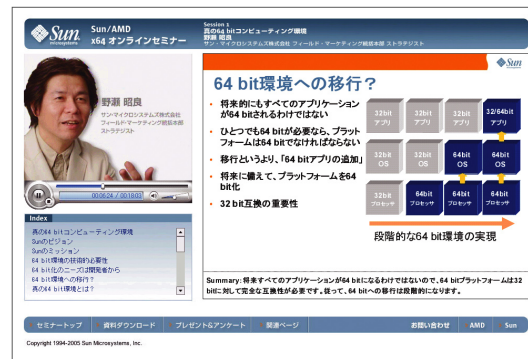 Sun
microsystems
Sun/AMD
x64 オンラインセミナー
Session 1
真の64 bitコンピューティング環境
野瀬 昭良
サン・マイクロシステムズ株式会社 フィールド・マーケティング統括本部 ストラテジスト
野瀬 昭良
サン・マイクロシステムズ株式会社
フィールド・マーケティング統括本部
ストラテジスト
00:06:24 / 00:18:03
Index
真の64 bitコンピューティング環境
Sunのビジョン
Sunのミッション
64 bit環境の技術的必要性
64 bit化のニーズは開発者から
64 bit環境への移行?
真の64 bit環境とは?
Sun
64 bit環境への移行?
・ 将来的にもすべてのアプリケーション
が64 bitされるわけではない
・ ひとつでも64 bitが必要なら、プラット
フォームは64 bitでなければならない
・ 移行というより、「64 bitアプリの追加」
・ 将来に備えて、プラットフォームを64
bit化
・ 32 bit互換の重要性
32bit
アプリ
32bit
アプリ
32bit
アプリ
32/64bit
アプリ
32bit
OS
32bit
OS
64bit
OS
64bit
OS
32bit
プロセッサ
64bit
プロセッサ
64bit
プロセッサ
64bit
プロセッサ
段階的な64 bit環境の実現
Summary: 将来すべてのアプリケーションが64 bitになるわけではないので、64 bitプラットフォームは32
bitに対して完全な互換性が必要です。従って、64 bitへの移行は段階的になります。
セミナートップ
資料ダウンロード
プレゼント&アンケート
関連ページ
お問い合わせ
AMD
Sun
Copyright 1994-2005 Sun Microsystems, Inc.